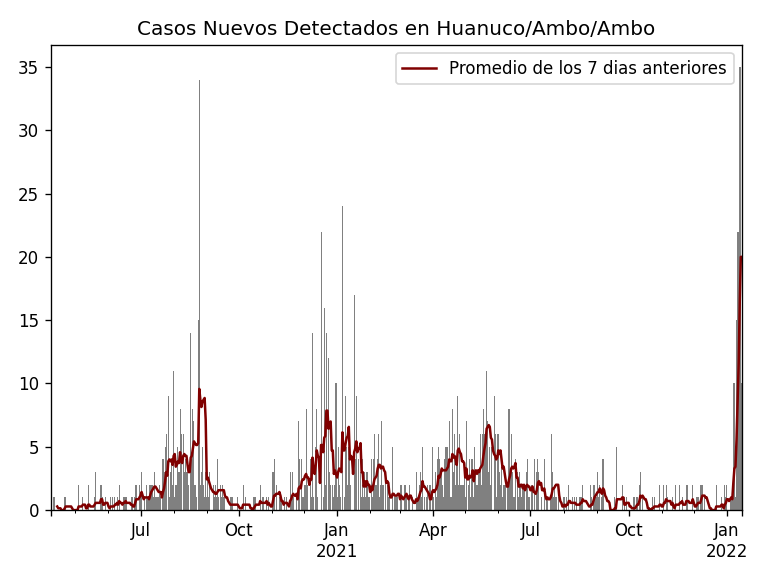 Casos Nuevos Detectados en Huanuco/Ambo/Ambo
Promedio de los 7 dias anteriores
35
30
25
20
15
10
5
0
Jul
Oct
Jan
2021
Apr
Jul
Oct
Jan
2022